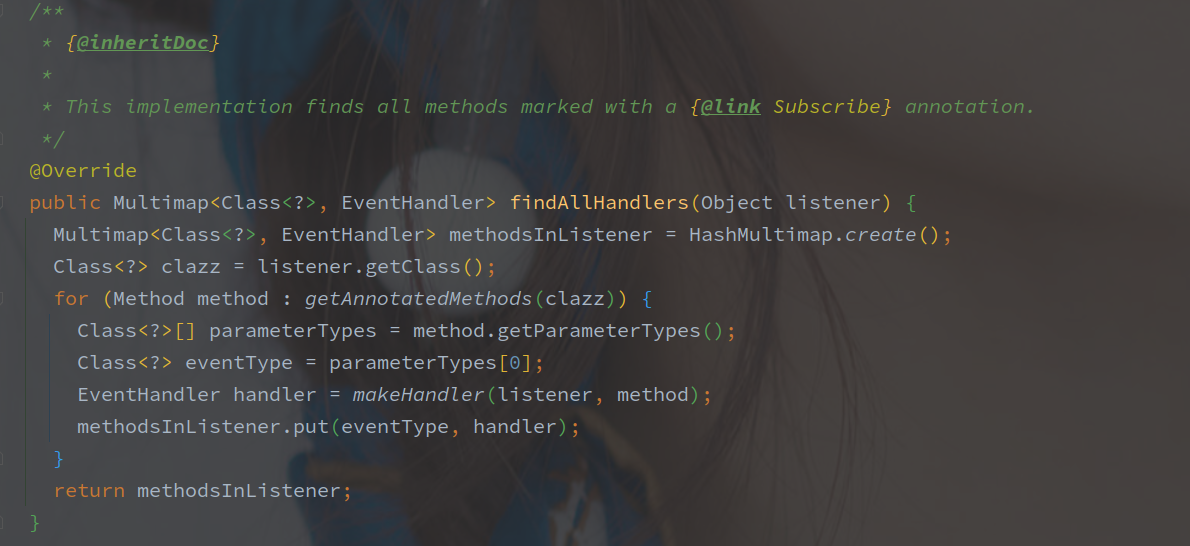 /**
 * {@inheritDoc}
 *
 * This implementation finds all methods marked with a {@link Subscribe} annotation.
 */
@Override
public Multimap<Class<?>, EventHandler> findAllHandlers(Object listener) {
  Multimap<Class<?>, EventHandler> methodsInListener = HashMultimap.create();
  Class<?> clazz = listener.getClass();
  for (Method method : getAnnotatedMethods(clazz)) {
    Class<?>[] parameterTypes = method.getParameterTypes();
    Class<?> eventType = parameterTypes[0];
    EventHandler handler = makeHandler(listener, method);
    methodsInListener.put(eventType, handler);
  }
  return methodsInListener;
}